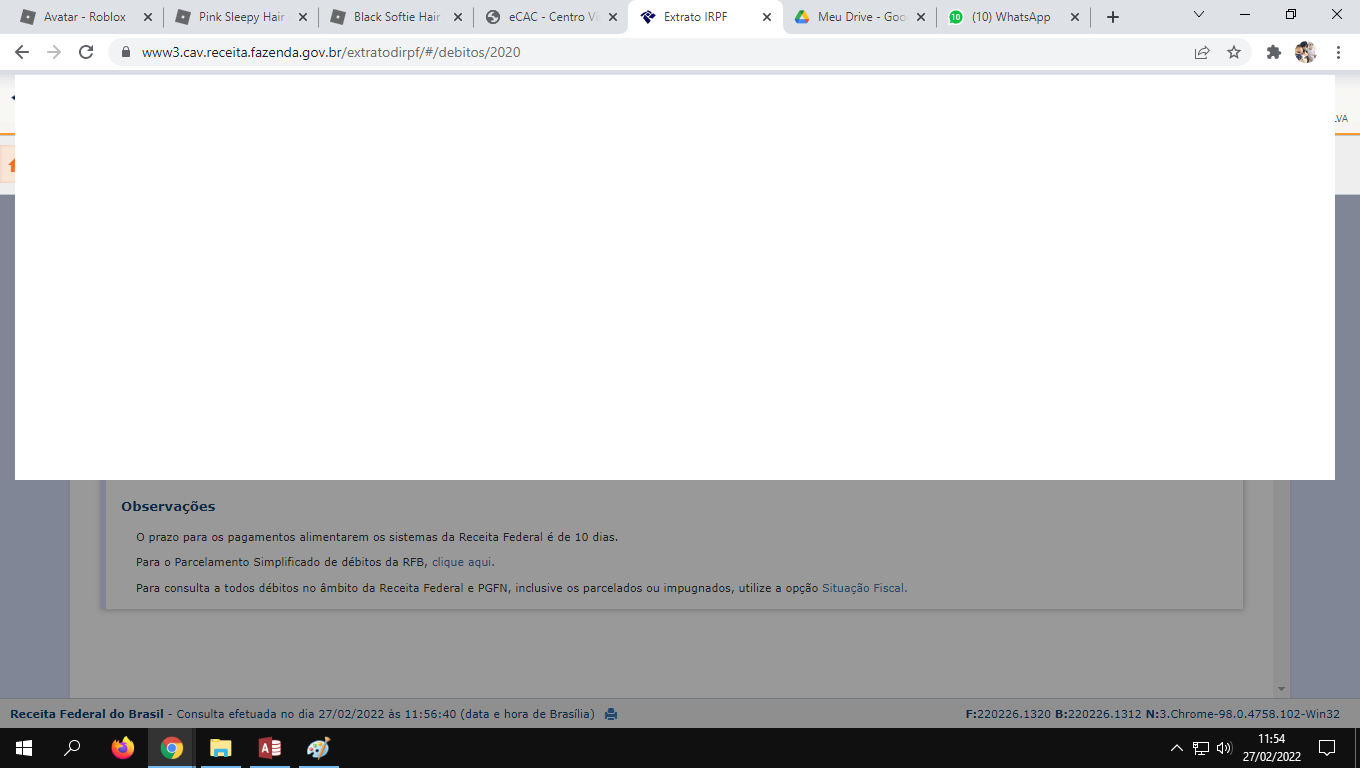 Avatar - Roblox
Pink Sleepy Hair
Black Softie Hair
eCAC - Centro Vi
Extrato IRPF
Meu Drive - Goo
(10) WhatsApp
www3.cav.receita.fazenda.gov.br/extratodirpf/#/debitos/2020
LVA
Observações
O prazo para os pagamentos alimentarem os sistemas da Receita Federal é de 10 dias.
Para o Parcelamento Simplificado de débitos da RFB, clique aqui.
Para consulta a todos débitos no âmbito da Receita Federal e PGFN, inclusive os parcelados ou impugnados, utilize a opção Situação Fiscal.
Receita Federal do Brasil - Consulta efetuada no dia 27/02/2022 às 11:56:40 (data e hora de Brasília)
F:220226.1320 B:220226.1312 N:3.Chrome-98.0.4758.102-Win32
11:54
27/02/2022